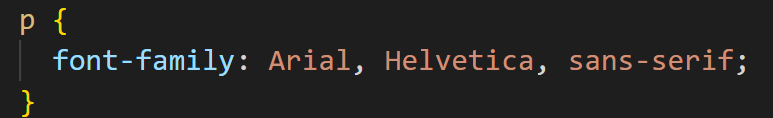 p {
  font-family: Arial, Helvetica, sans-serif;
}